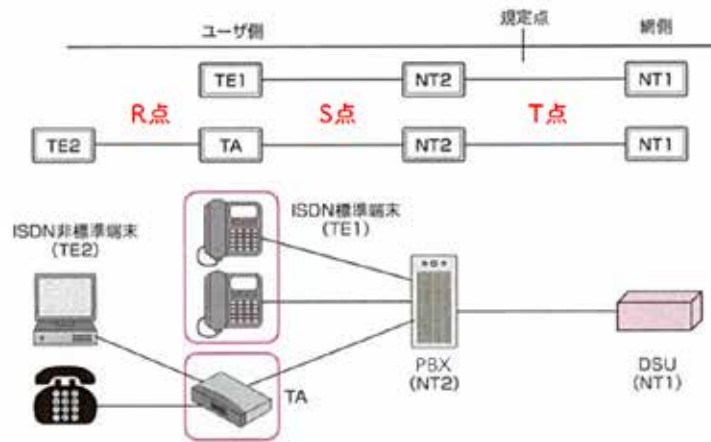 ユーザ側 規定点 網側
TE1 NT2 NT1
R点 S点 T点
TE2 TA NT2 NT1
ISDN非標準端末
(TE2)
ISDN標準端末
(TE1)
TA
PBX
(NT2)
DSU
(NT1)